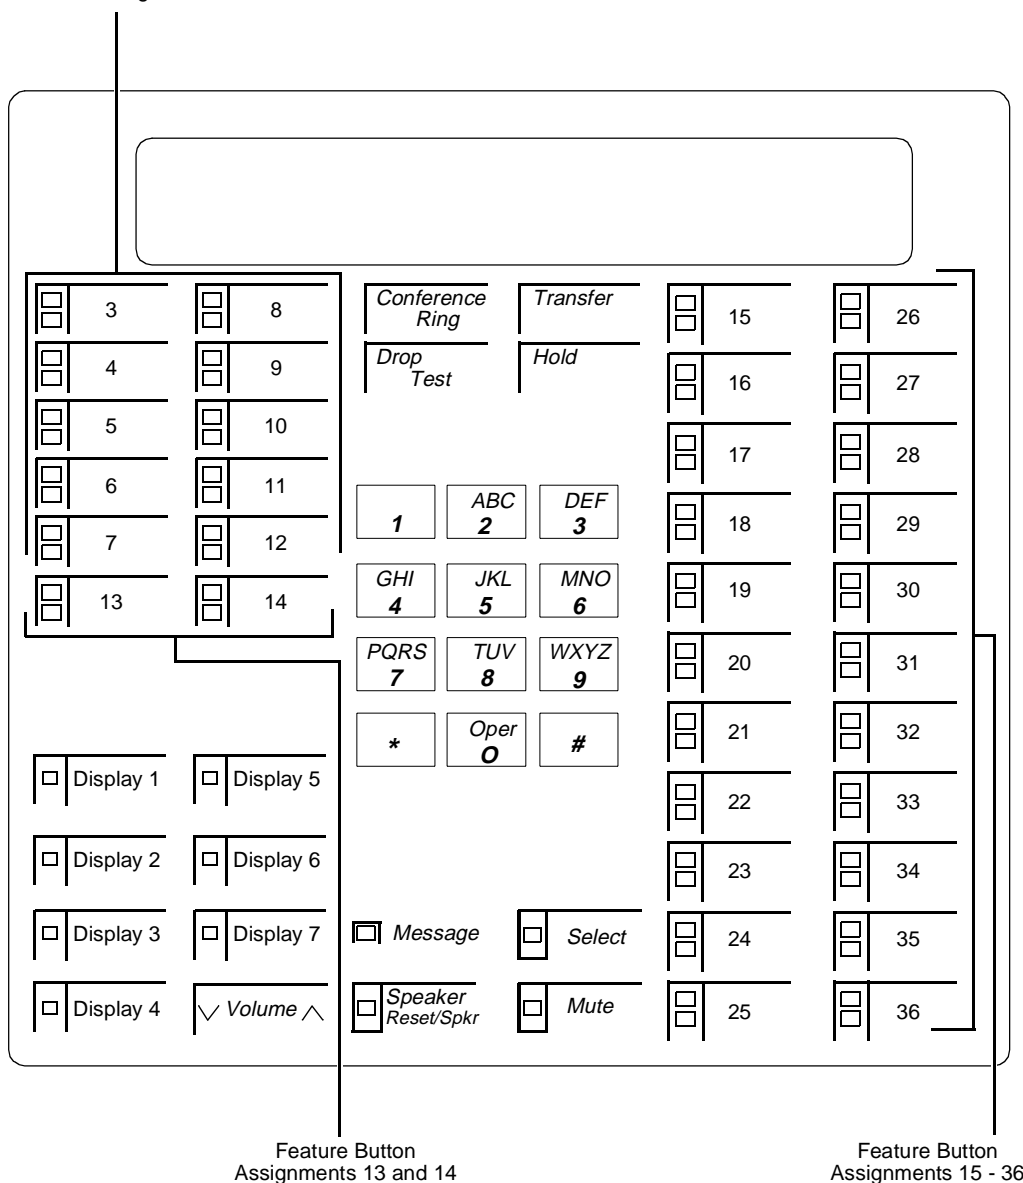 3 8
4 9
5 10
6 11
7 12
13 14
Conference
Ring
Transfer
Drop
Test
Hold
1
ABC
2
DEF
3
GHI
4
JKL
5
MNO
6
PQRS
7
TUV
8
WXYZ
9
*
Oper
O
#
15 26
16 27
17 28
18 29
19 30
20 31
21 32
22 33
23 34
24 35
25 36
Display 1 Display 5
Display 2 Display 6
Display 3 Display 7
Display 4 Volume
Message Select
Speaker
Reset/Spkr
Mute
Feature Button
Assignments 13 and 14
Feature Button
Assignments 15 - 36